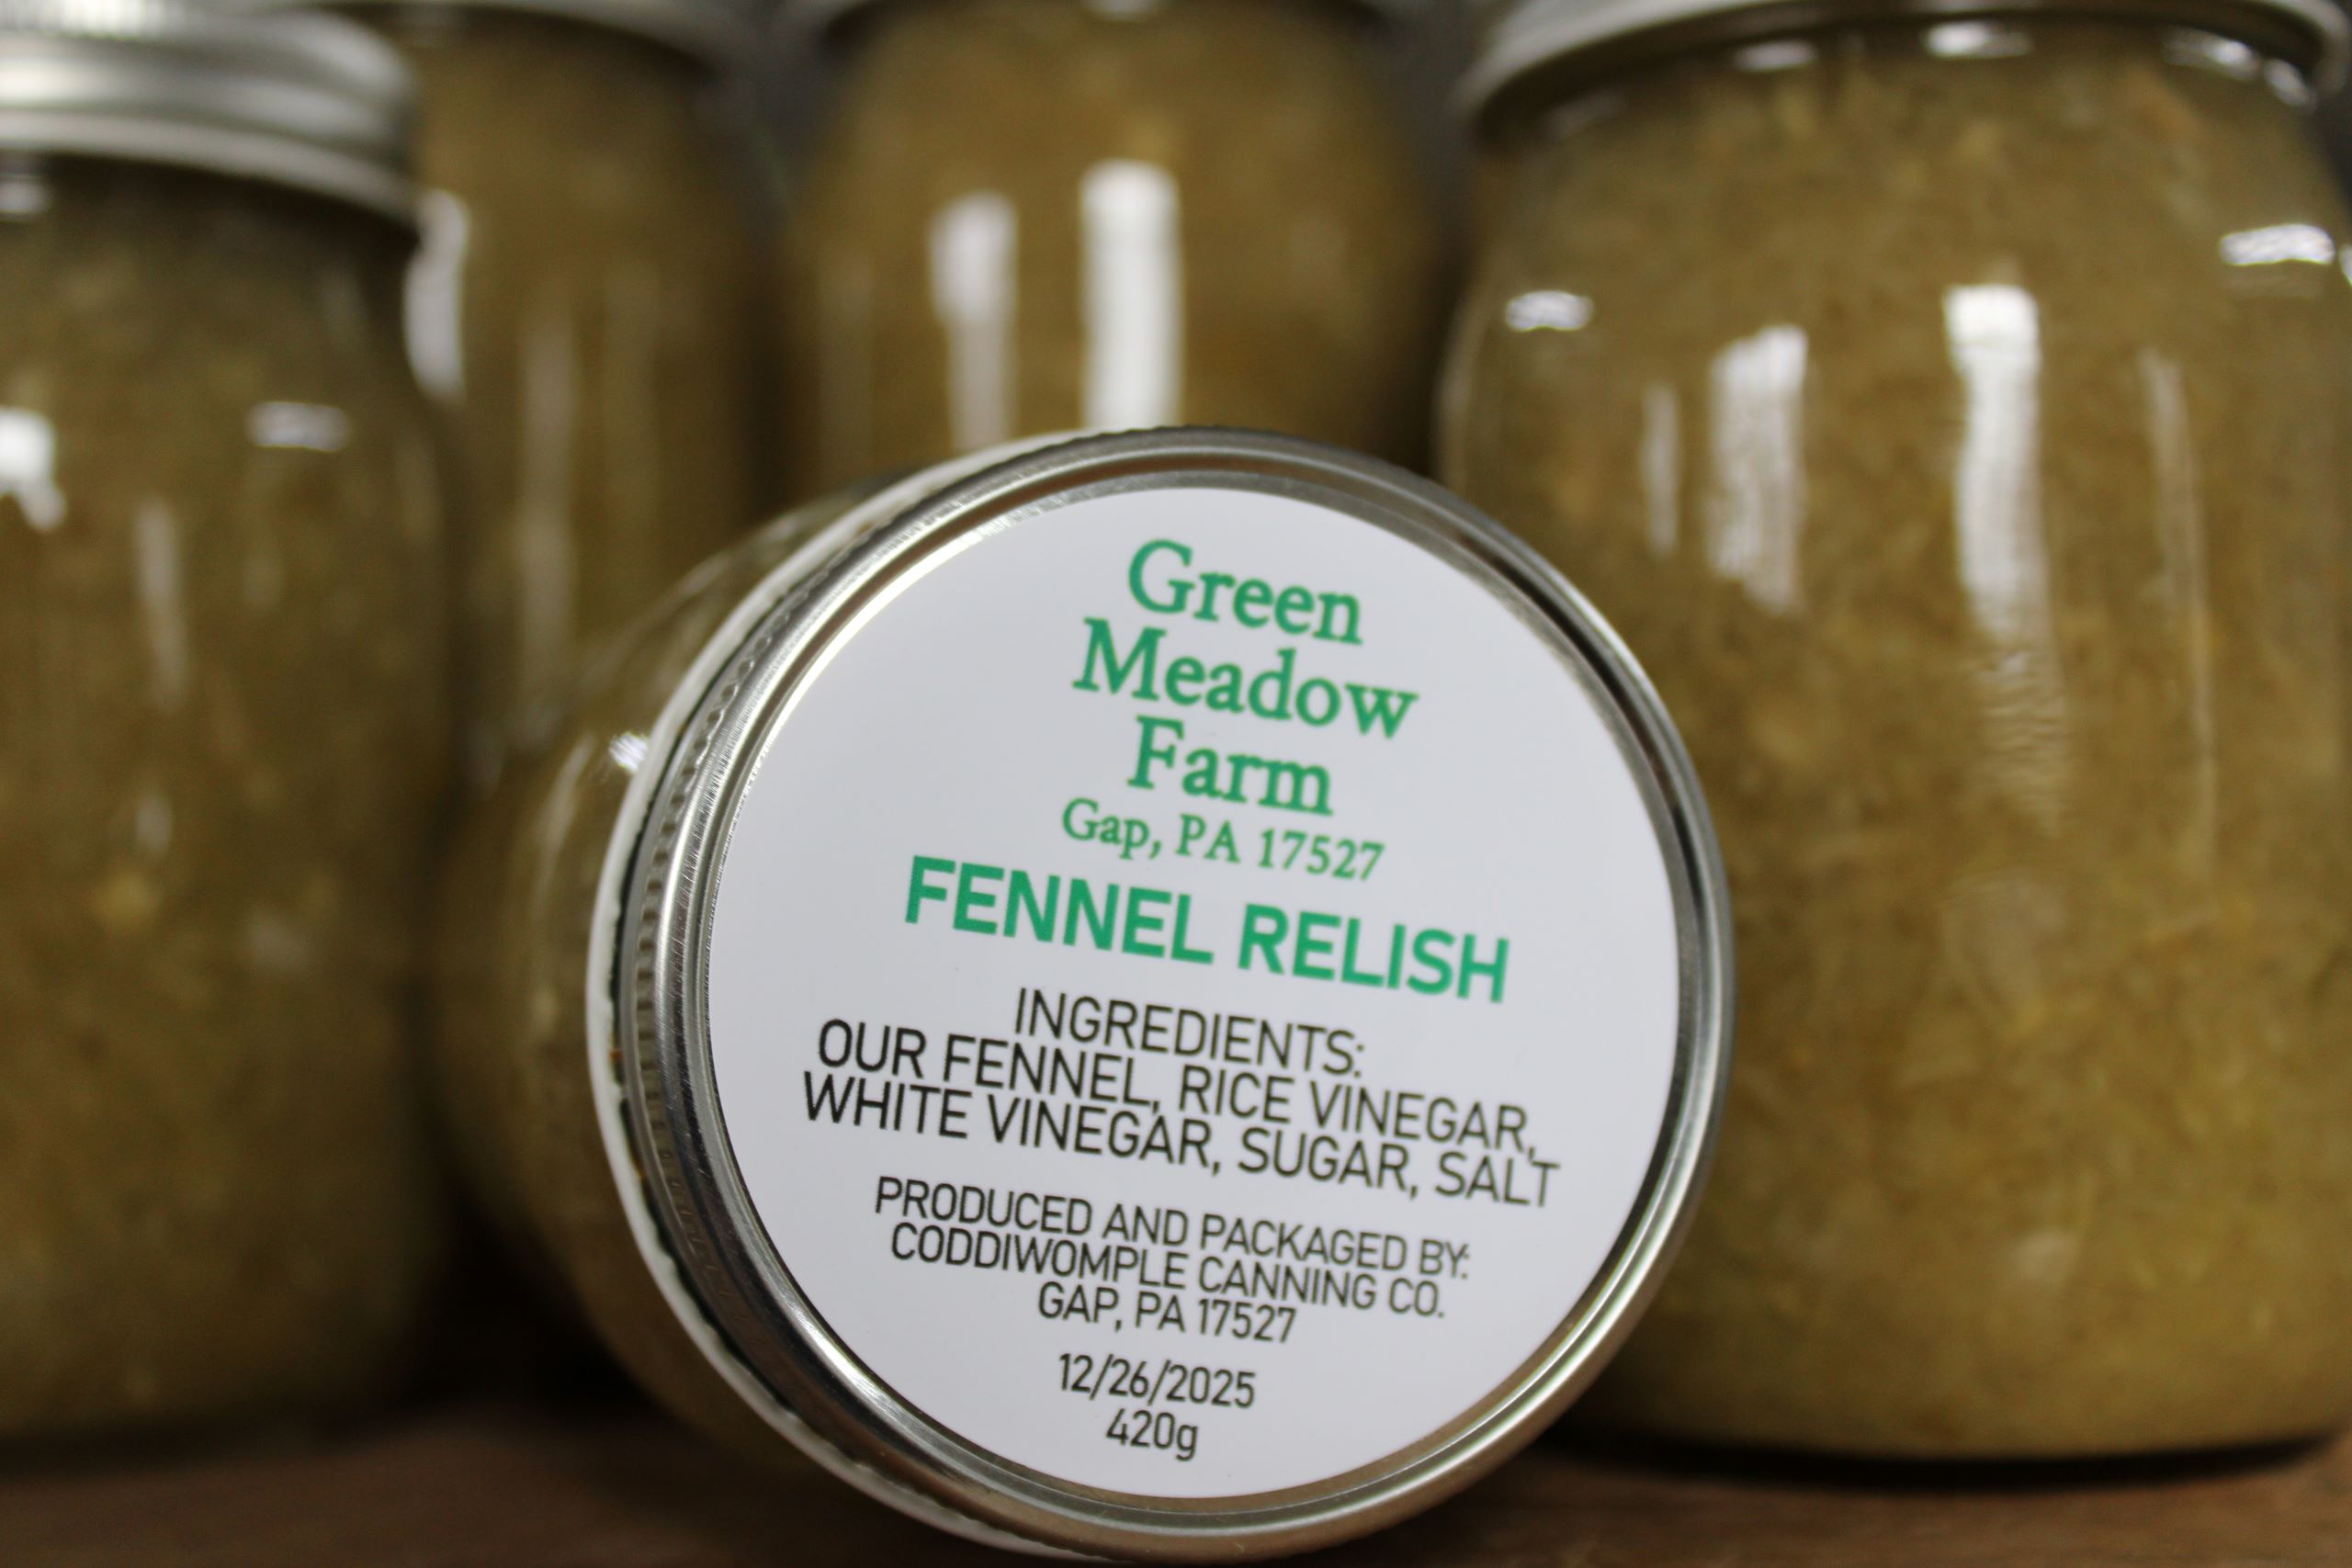 Green
Meadow
Farm
Gap, PA 17527
FENNEL RELISH
INGREDIENTS:
OUR FENNEL, RICE VINEGAR,
WHITE VINEGAR, SUGAR, SALT
PRODUCED AND PACKAGED BY:
CODDIWOMPLE CANNING CO.
GAP, PA 17527
12/26/2025
420g